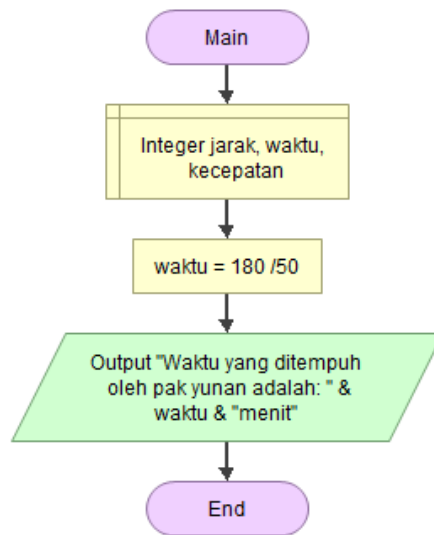 Main
Integer jarak, waktu,
kecepatan
waktu = 180 /50
Output "Waktu yang ditempuh
oleh pak yunan adalah: " &
waktu & "menit"
End